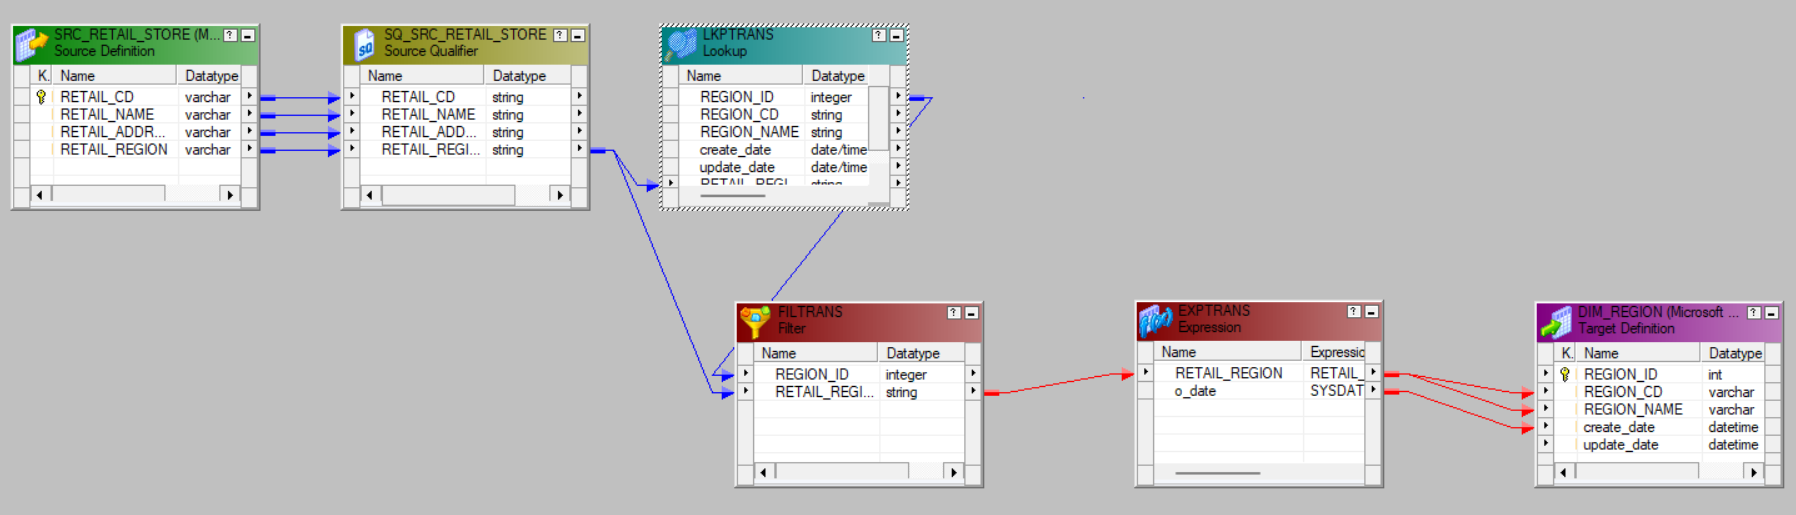 SRC_RETAIL_STORE (M...
Source Definition
K. Name Datatype
RETAIL_CD varchar
RETAIL_NAME varchar
RETAIL_ADDR... varchar
RETAIL_REGION varchar
SQ_SRC_RETAIL_STORE
Source Qualifier
Name Datatype
RETAIL_CD string
RETAIL_NAME string
RETAIL_ADD... string
RETAIL_REGI... string
LKPTRANS
Lookup
Name Datatype
REGION_ID integer
REGION_CD string
REGION_NAME string
create_date date/time
update_date date/time
RETAIL_REGI... string
FILTRANS
Filter
Name Datatype
REGION_ID integer
RETAIL_REGI... string
EXPTRANS
Expression
Name Expressic
RETAIL_REGION RETAIL_
o_date SYSDAT
DIM_REGION (Microsoft ...
Target Definition
K. Name Datatype
REGION_ID int
REGION_CD varchar
REGION_NAME varchar
create_date datetime
update_date datetime